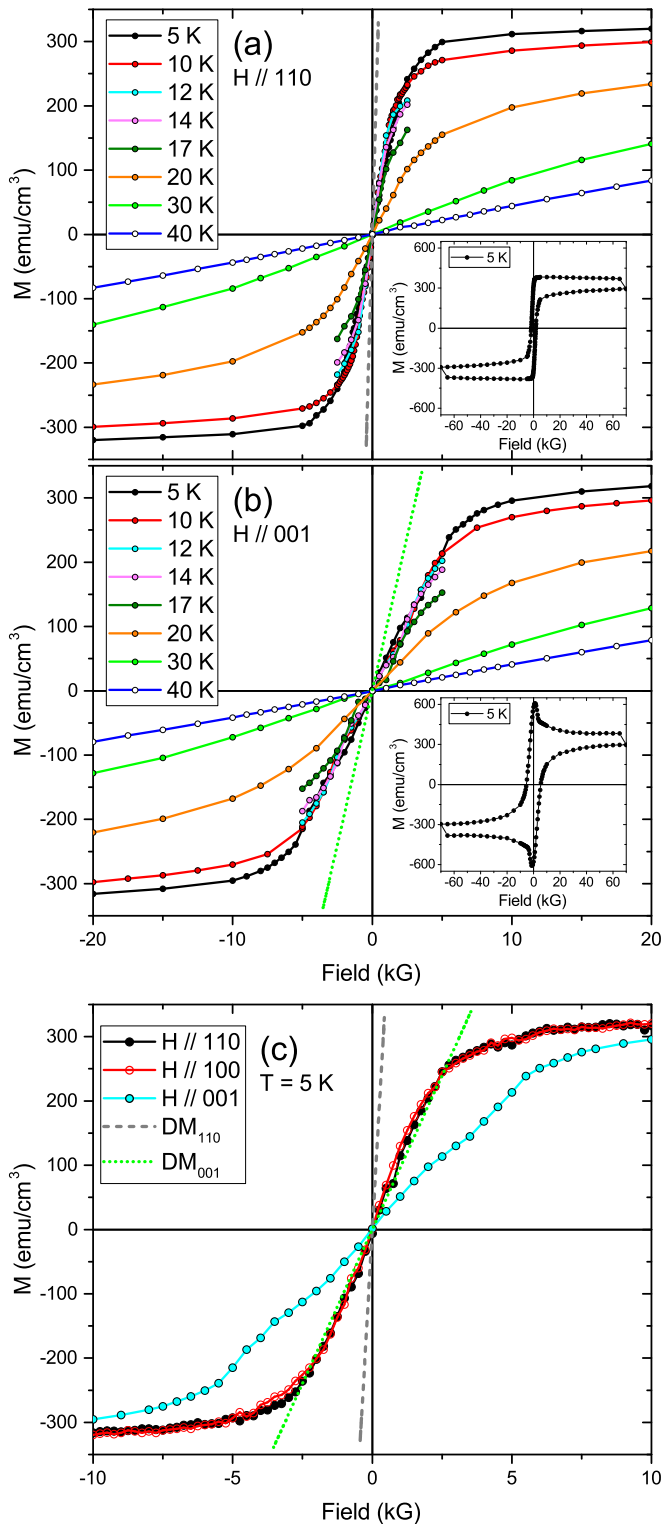 300
200
100
0
-100
-200
-300
M (emu/cm³)
5 K
10 K
12 K
14 K
17 K
20 K
30 K
40 K
(a)
H // 110
5 K
600
300
0
-300
-600
M (emu/cm³)
-60 -40 -20 0 20 40 60
Field (kG)
300
200
100
0
-100
-200
-300
M (emu/cm³)
5 K
10 K
12 K
14 K
17 K
20 K
30 K
40 K
(b)
H // 001
5 K
600
300
0
-300
-600
M (emu/cm³)
-60 -40 -20 0 20 40 60
Field (kG)
-20 -10 0 10 20
Field (kG)
300
200
100
0
-100
-200
-300
M (emu/cm³)
H // 110
H // 100
H // 001
DM₁₁₀
DM₀₀₁
(c)
T = 5 K
-10 -5 0 5 10
Field (kG)